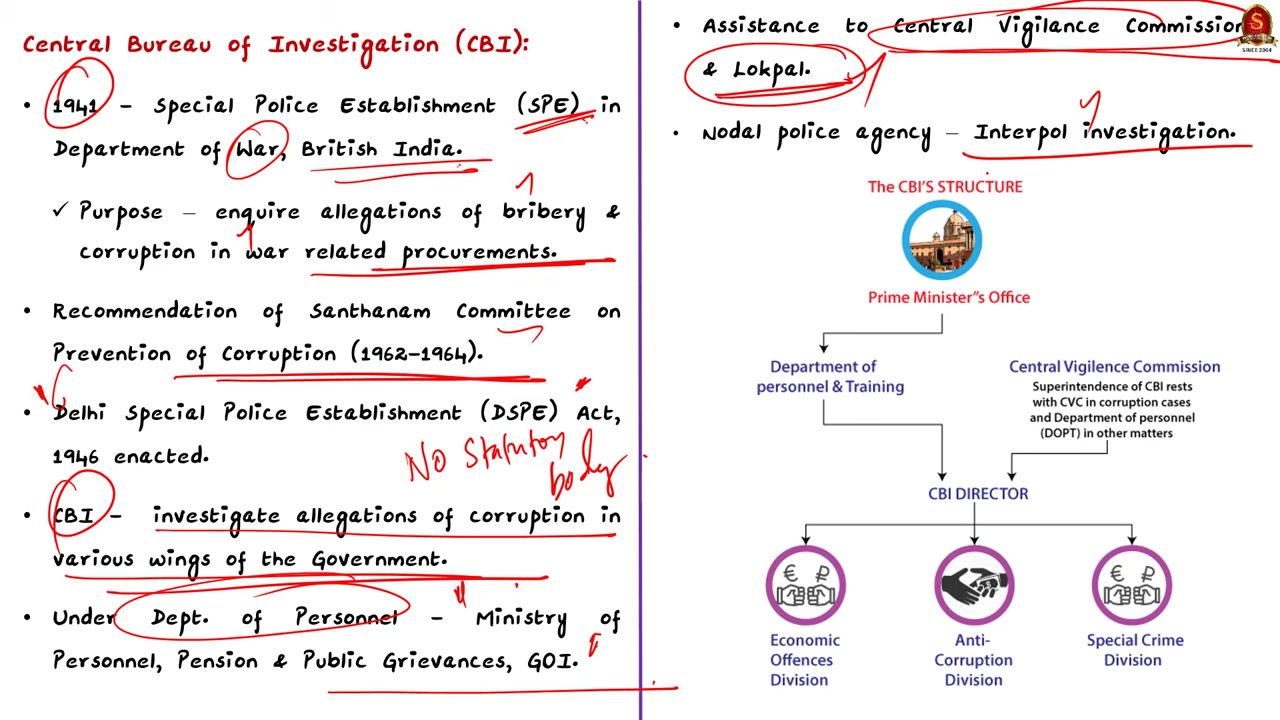 Central Bureau of Investigation (CBI):
• 1941 – Special Police Establishment (SPE) in
Department of War, British India.
✓ Purpose – enquire allegations of bribery &
corruption in war related procurements.
• Recommendation of Santhanam Committee on
Prevention of Corruption (1962-1964).
• Delhi Special Police Establishment (DSPE) Act,
1946 enacted.
No Statutory
body
• CBI – investigate allegations of corruption in
various wings of the Government.
• Under Dept. of Personnel – Ministry of
Personnel, Pension & Public Grievances, GOI.
• Assistance to Central Vigilance Commission
& Lokpal.
• Nodal police agency – Interpol investigation.
The CBI'S STRUCTURE
Prime Minister"s Office
Department of
personnel & Training
Central Vigilence Commission
Superintendence of CBI rests
with CVC in corruption cases
and Department of personnel
(DOPT) in other matters
CBI DIRECTOR
Economic
Offences
Division
Anti-
Corruption
Division
Special Crime
Division
S
SINCE 2004